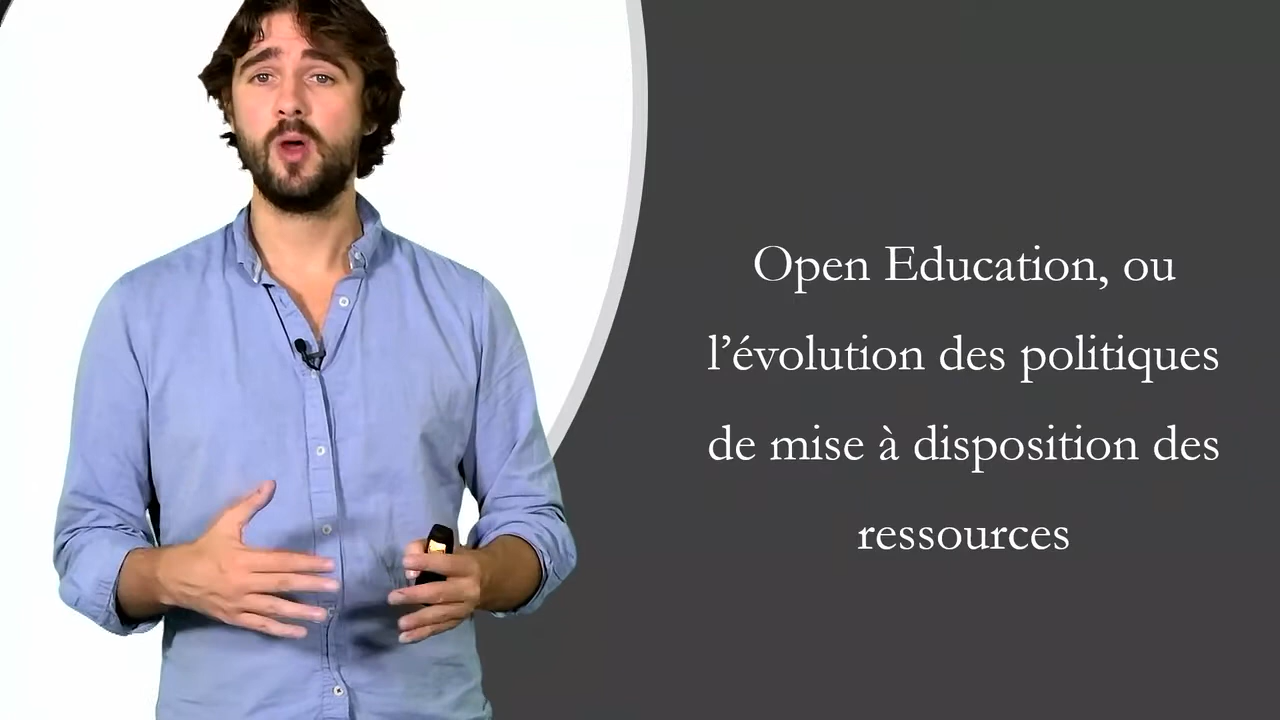 Open Education, ou
l’évolution des politiques
de mise à disposition des
ressources